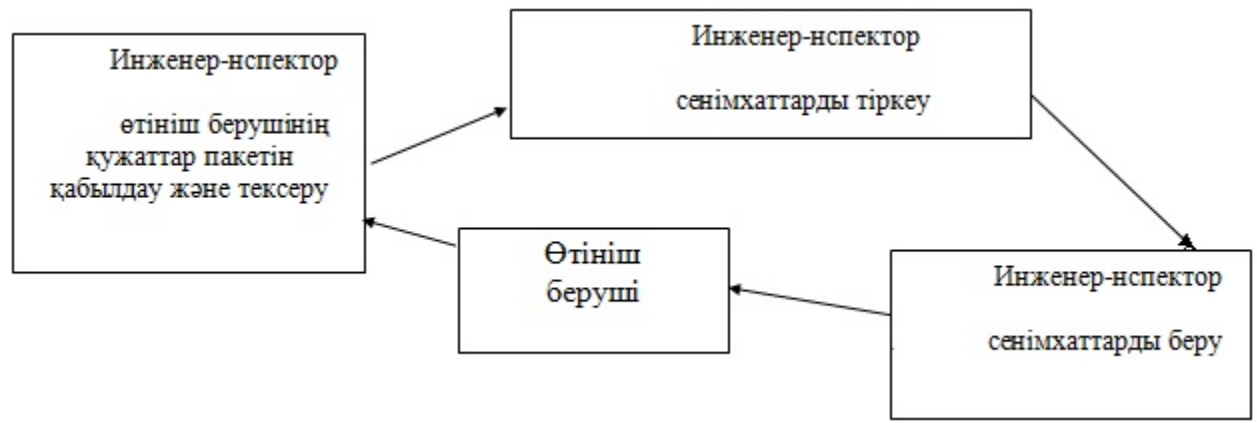 Инженер-нспектор
өтініш берушінің
құжаттар пакетін
қабылдау және тексеру
Инженер-нспектор
сенімхаттарды тіркеу
Өтініш
беруші
Инженер-нспектор
сенімхаттарды беру